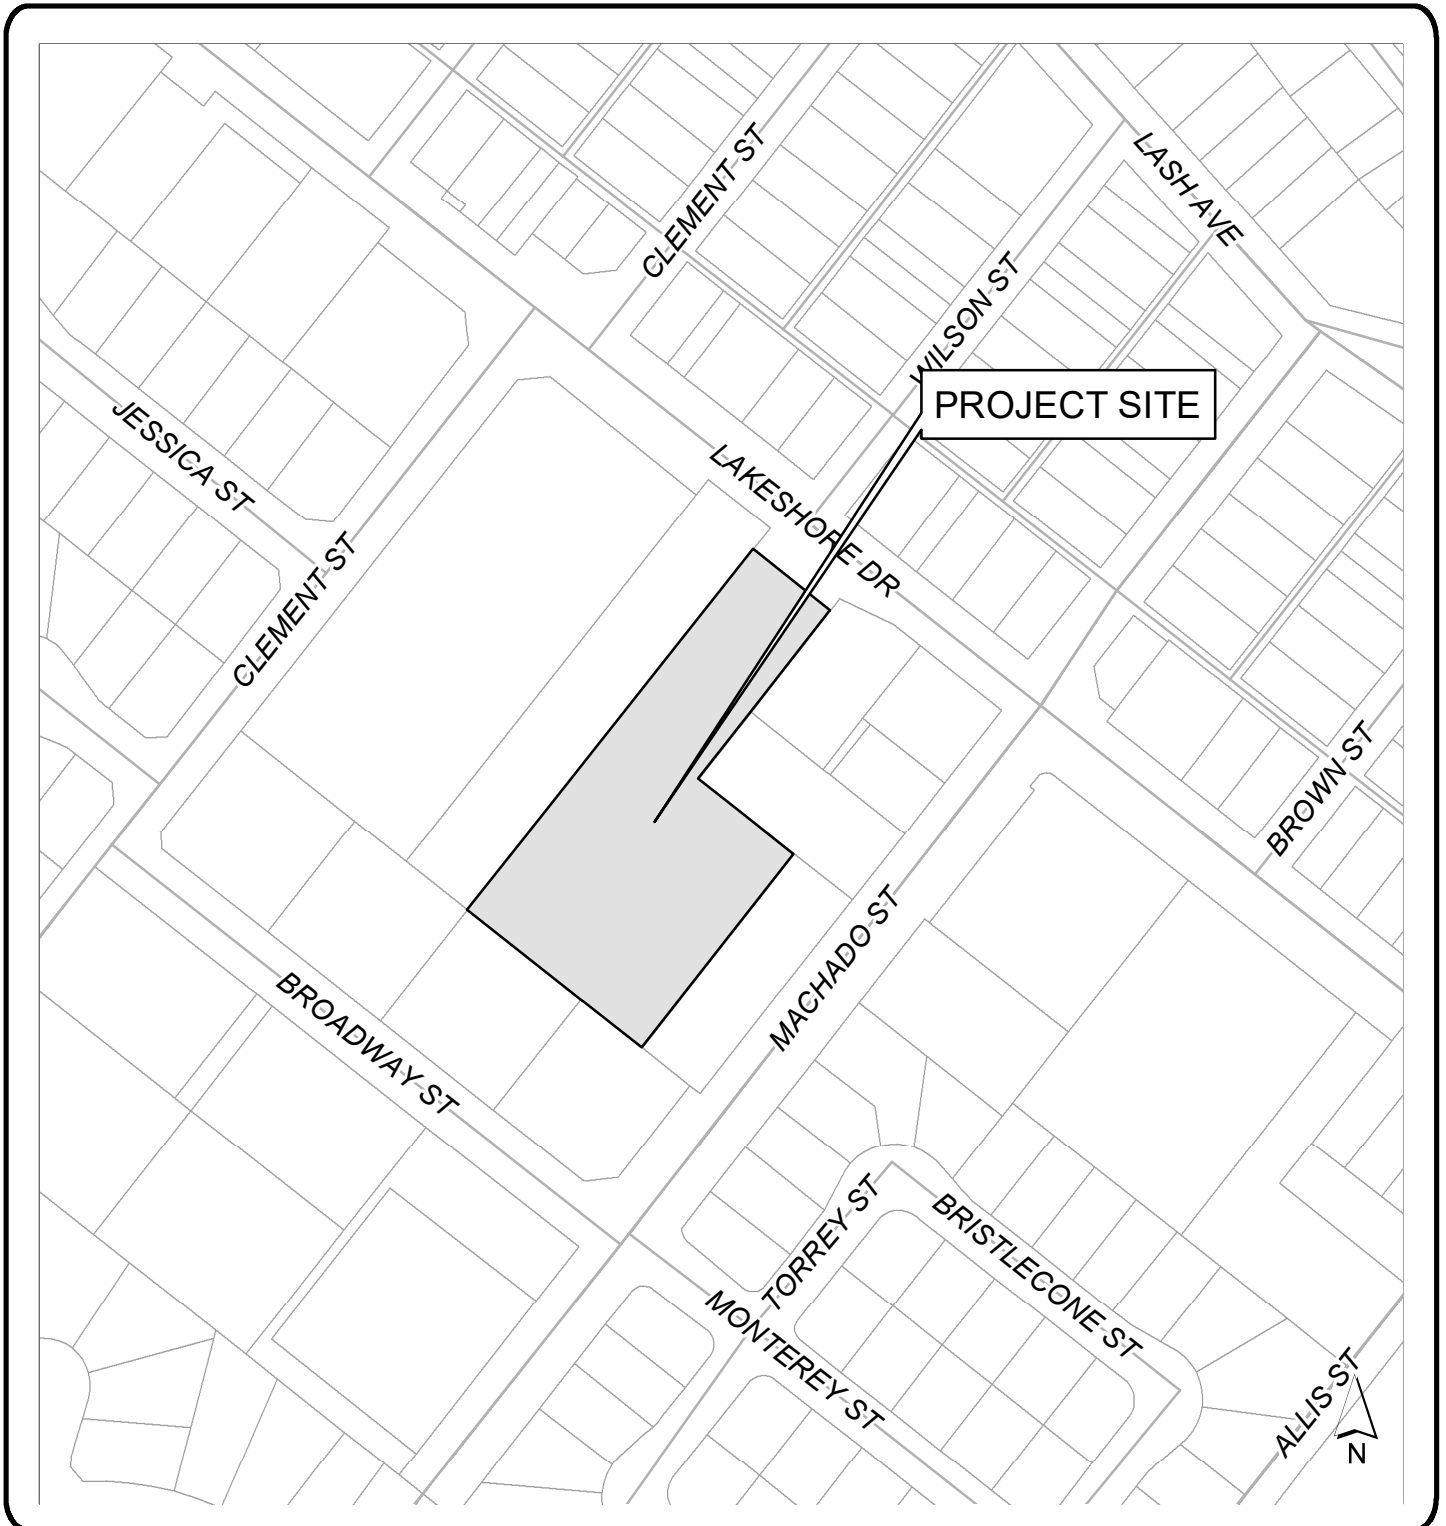 CLEMENT ST
LASH AVE
WILSON ST
PROJECT SITE
JESSICA ST
LAKESHORE DR
CLEMENT ST
BROWN ST
MACHADO ST
BROADWAY ST
TORREY ST
BRISTLECONE ST
MONTEREY ST
ALLIS ST
N